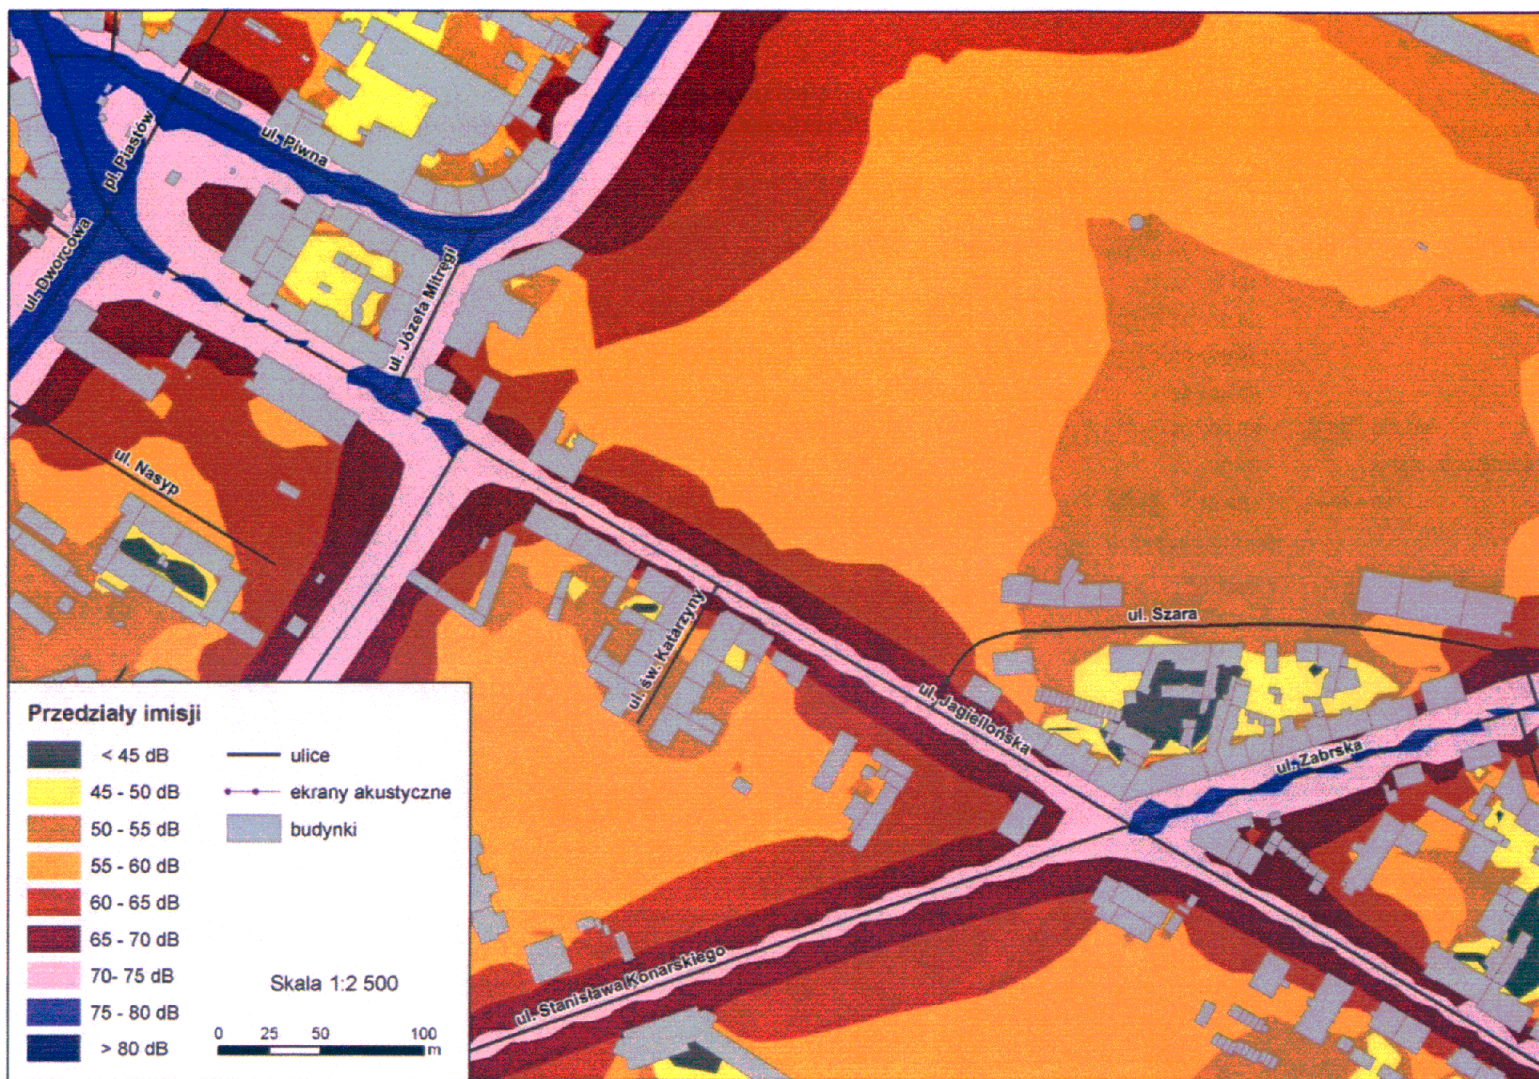 pl. Piastów
ul. Piwna
ul. Dworcowa
ul. Józefa Mitręgi
ul. Nasyp
ul. św. Katarzyny
ul. Szara
ul. Jagiellońska
ul. Zabrska
ul. Stanisława Konarskiego
Przedziały imisji
< 45 dB
45 - 50 dB
50 - 55 dB
55 - 60 dB
60 - 65 dB
65 - 70 dB
70- 75 dB
75 - 80 dB
> 80 dB
ulice
ekrany akustyczne
budynki
Skala 1:2 500
0 25 50 100
m